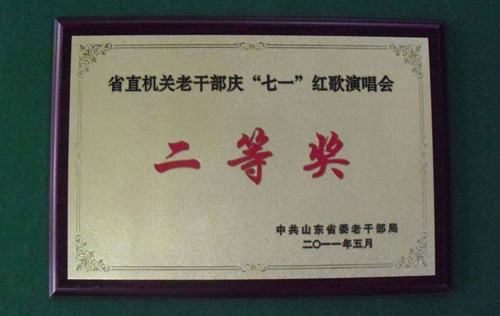 省直机关老干部庆“七一”红歌演唱会
二等奖
中共山东省委老干部局
二〇一一年五月